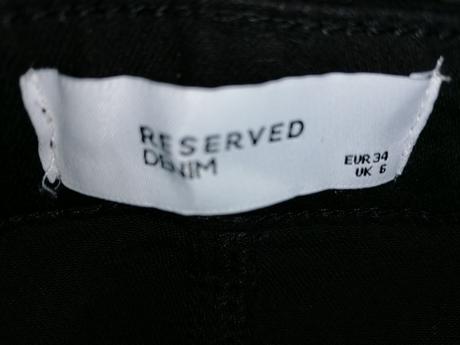 RESERVED
DENIM
EUR 34
UK 6